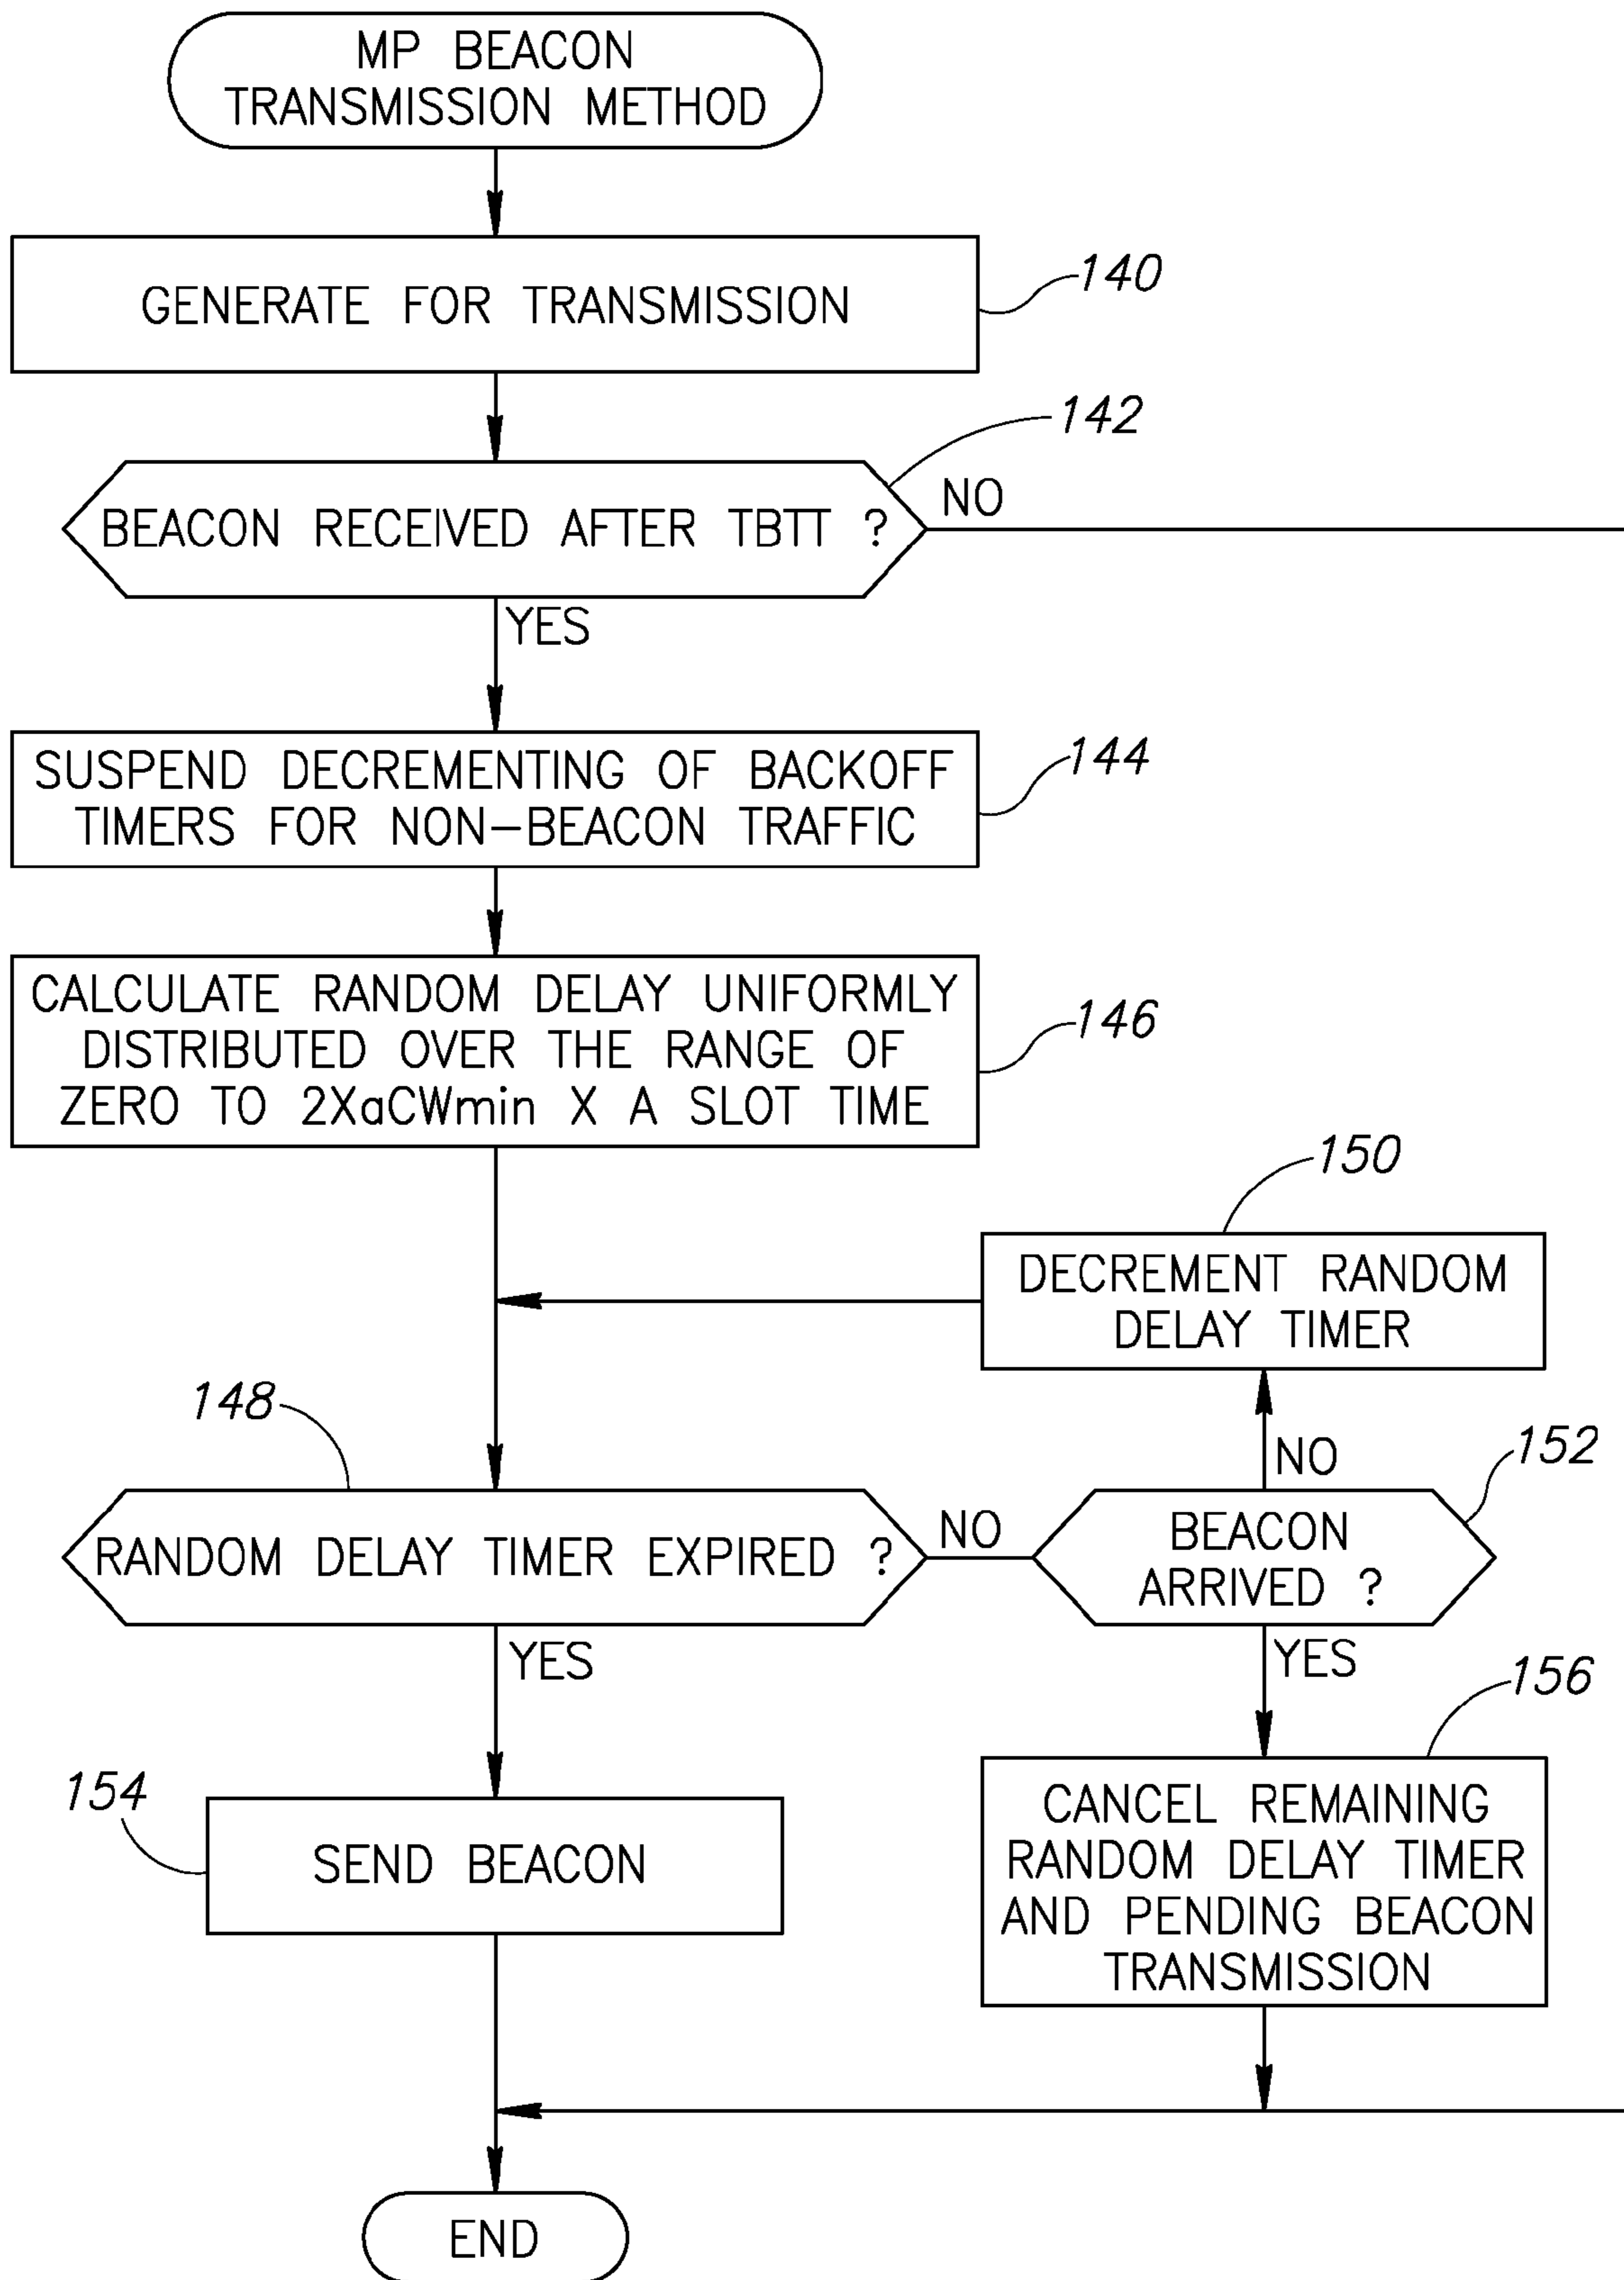 MP BEACON
TRANSMISSION METHOD
GENERATE FOR TRANSMISSION
140
142
BEACON RECEIVED AFTER TBTT ?
NO
YES
SUSPEND DECREMENTING OF BACKOFF
TIMERS FOR NON-BEACON TRAFFIC
144
CALCULATE RANDOM DELAY UNIFORMLY
DISTRIBUTED OVER THE RANGE OF
ZERO TO 2XaCWmin X A SLOT TIME
146
150
DECREMENT RANDOM
DELAY TIMER
148
NO
152
RANDOM DELAY TIMER EXPIRED ?
NO
BEACON
ARRIVED ?
YES
YES
156
154
SEND BEACON
CANCEL REMAINING
RANDOM DELAY TIMER
AND PENDING BEACON
TRANSMISSION
END